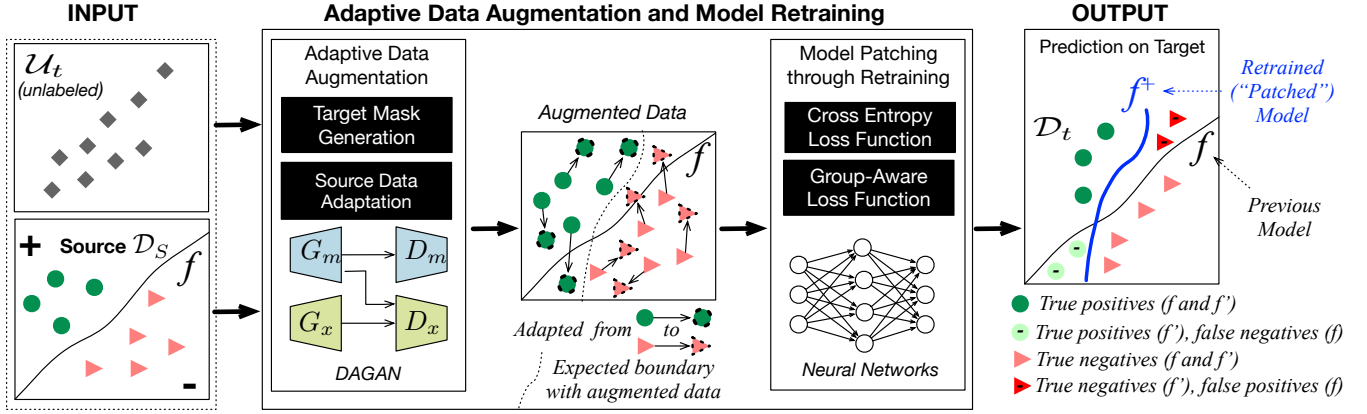 INPUT
Adaptive Data Augmentation and Model Retraining
OUTPUT
𝒰t
(unlabeled)
+
Source 𝒟S
f
-
Adaptive Data
Augmentation
Target Mask
Generation
Source Data
Adaptation
Gm
Dm
Gx
Dx
DAGAN
Augmented Data
f
Adapted from
to
Expected boundary
with augmented data
Model Patching
through Retraining
Cross Entropy
Loss Function
Group-Aware
Loss Function
Neural Networks
Prediction on Target
f+
𝒟t
f
-
-
-
-
Retrained
("Patched")
Model
Previous
Model
True positives (f and f')
- True positives (f'), false negatives (f)
True negatives (f and f')
- True negatives (f'), false positives (f)